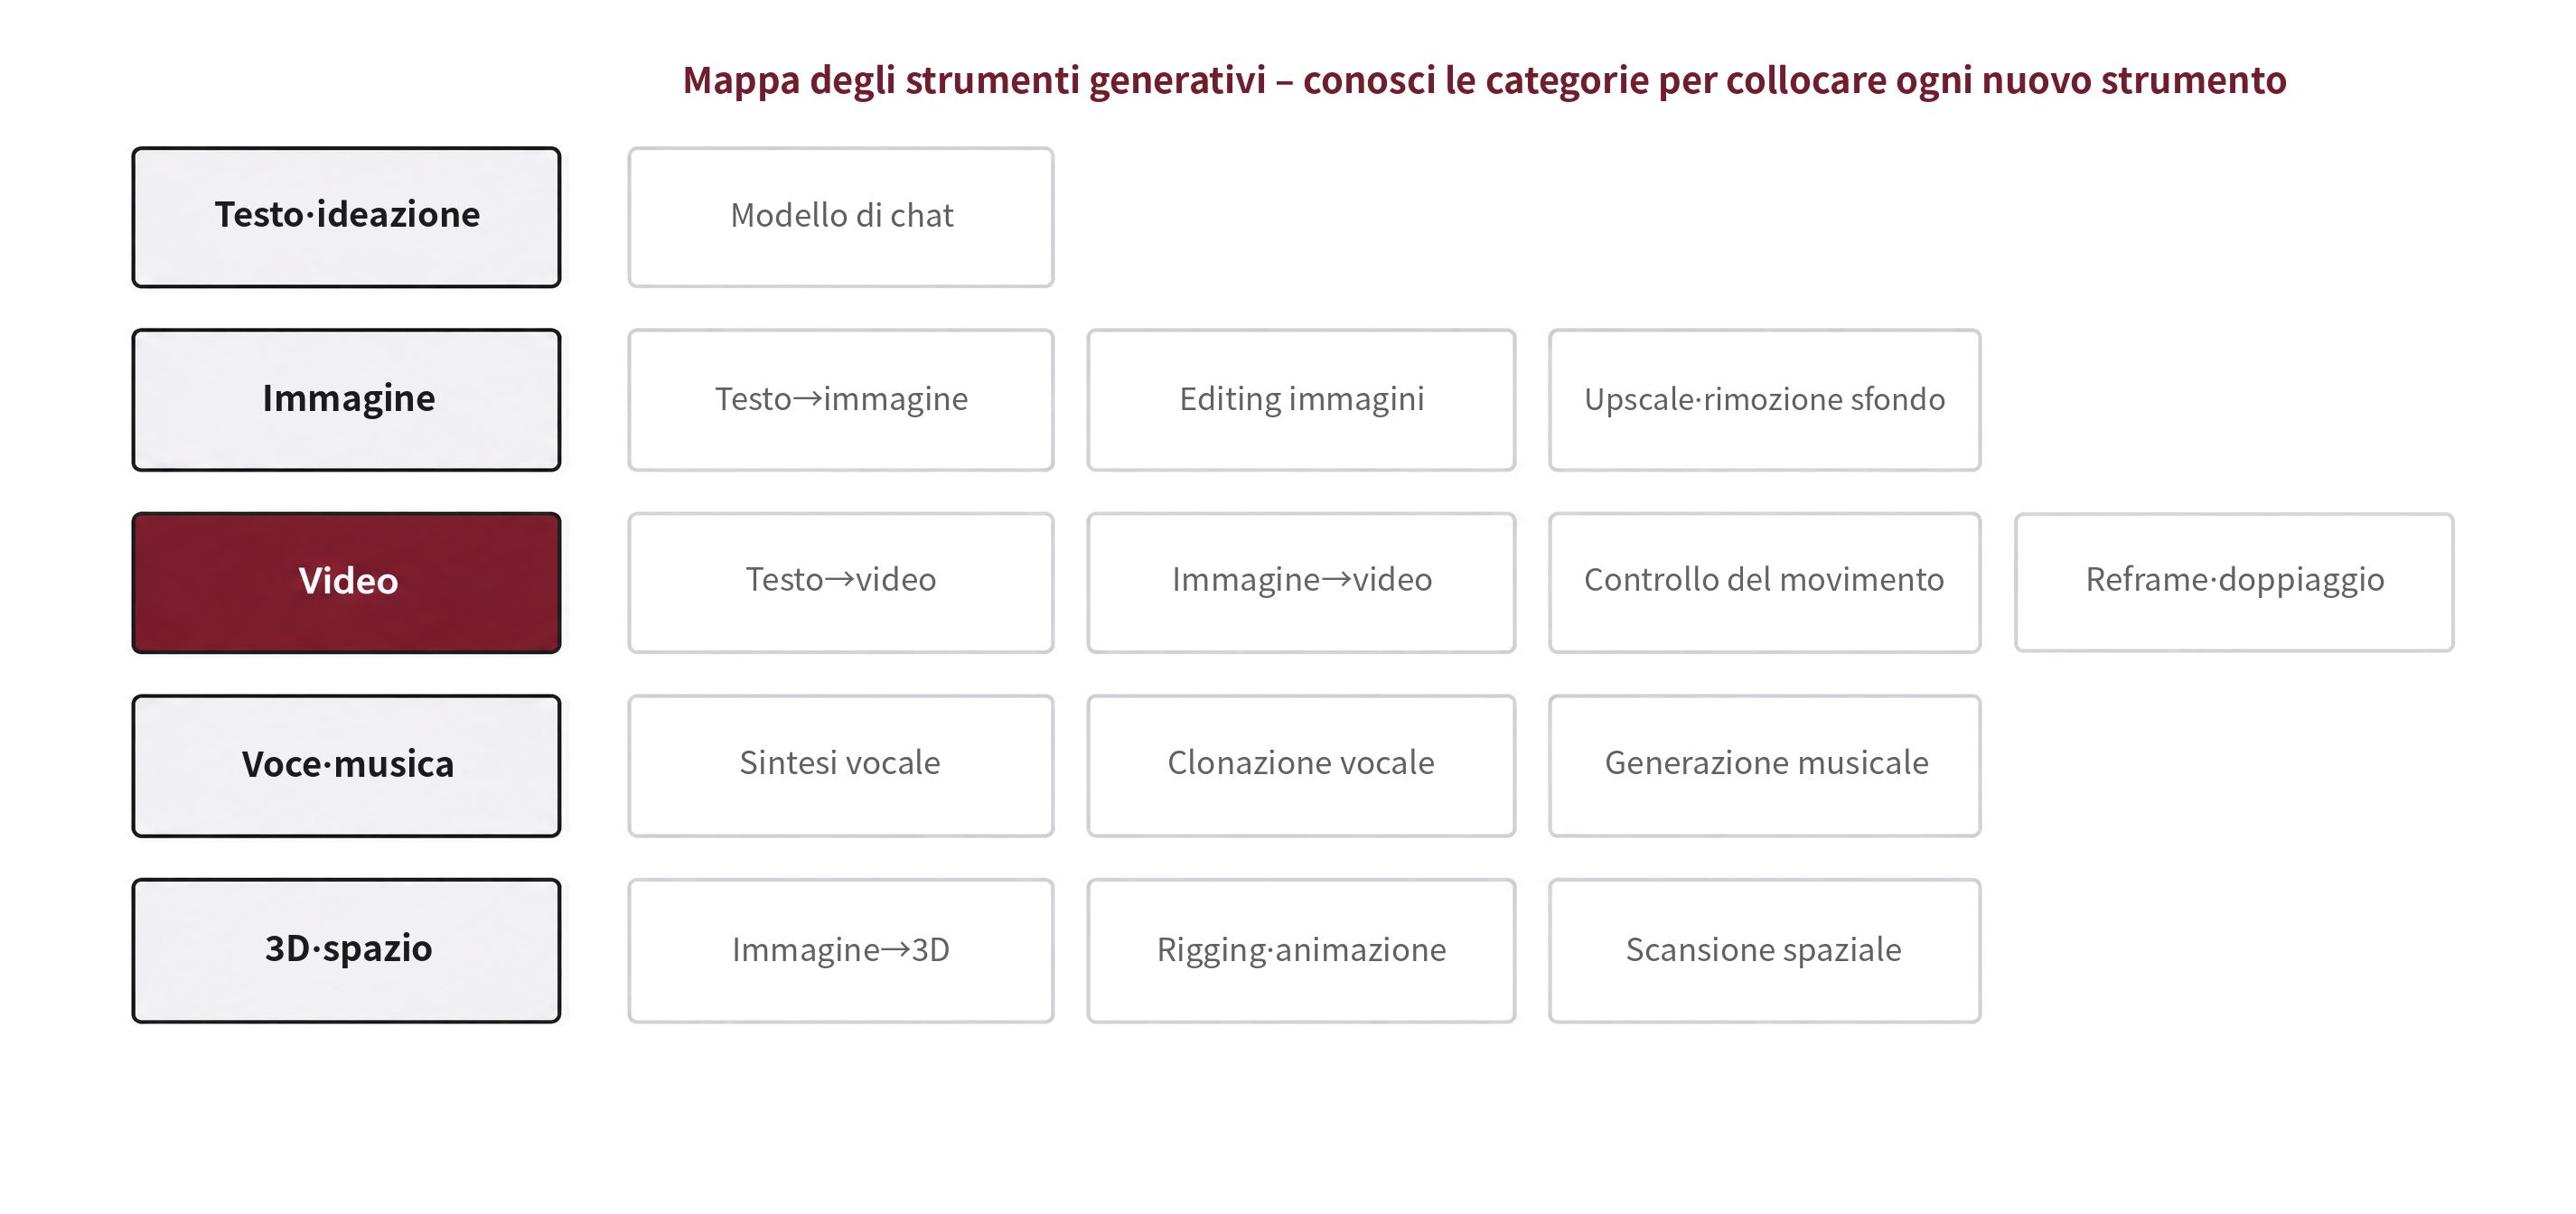 Mappa degli strumenti generativi – conosci le categorie per collocare ogni nuovo strumento
Testo·ideazione
Modello di chat
Immagine
Testo→immagine
Editing immagini
Upscale·rimozione sfondo
Video
Testo→video
Immagine→video
Controllo del movimento
Reframe·doppiaggio
Voce·musica
Sintesi vocale
Clonazione vocale
Generazione musicale
3D·spazio
Immagine→3D
Rigging·animazione
Scansione spaziale